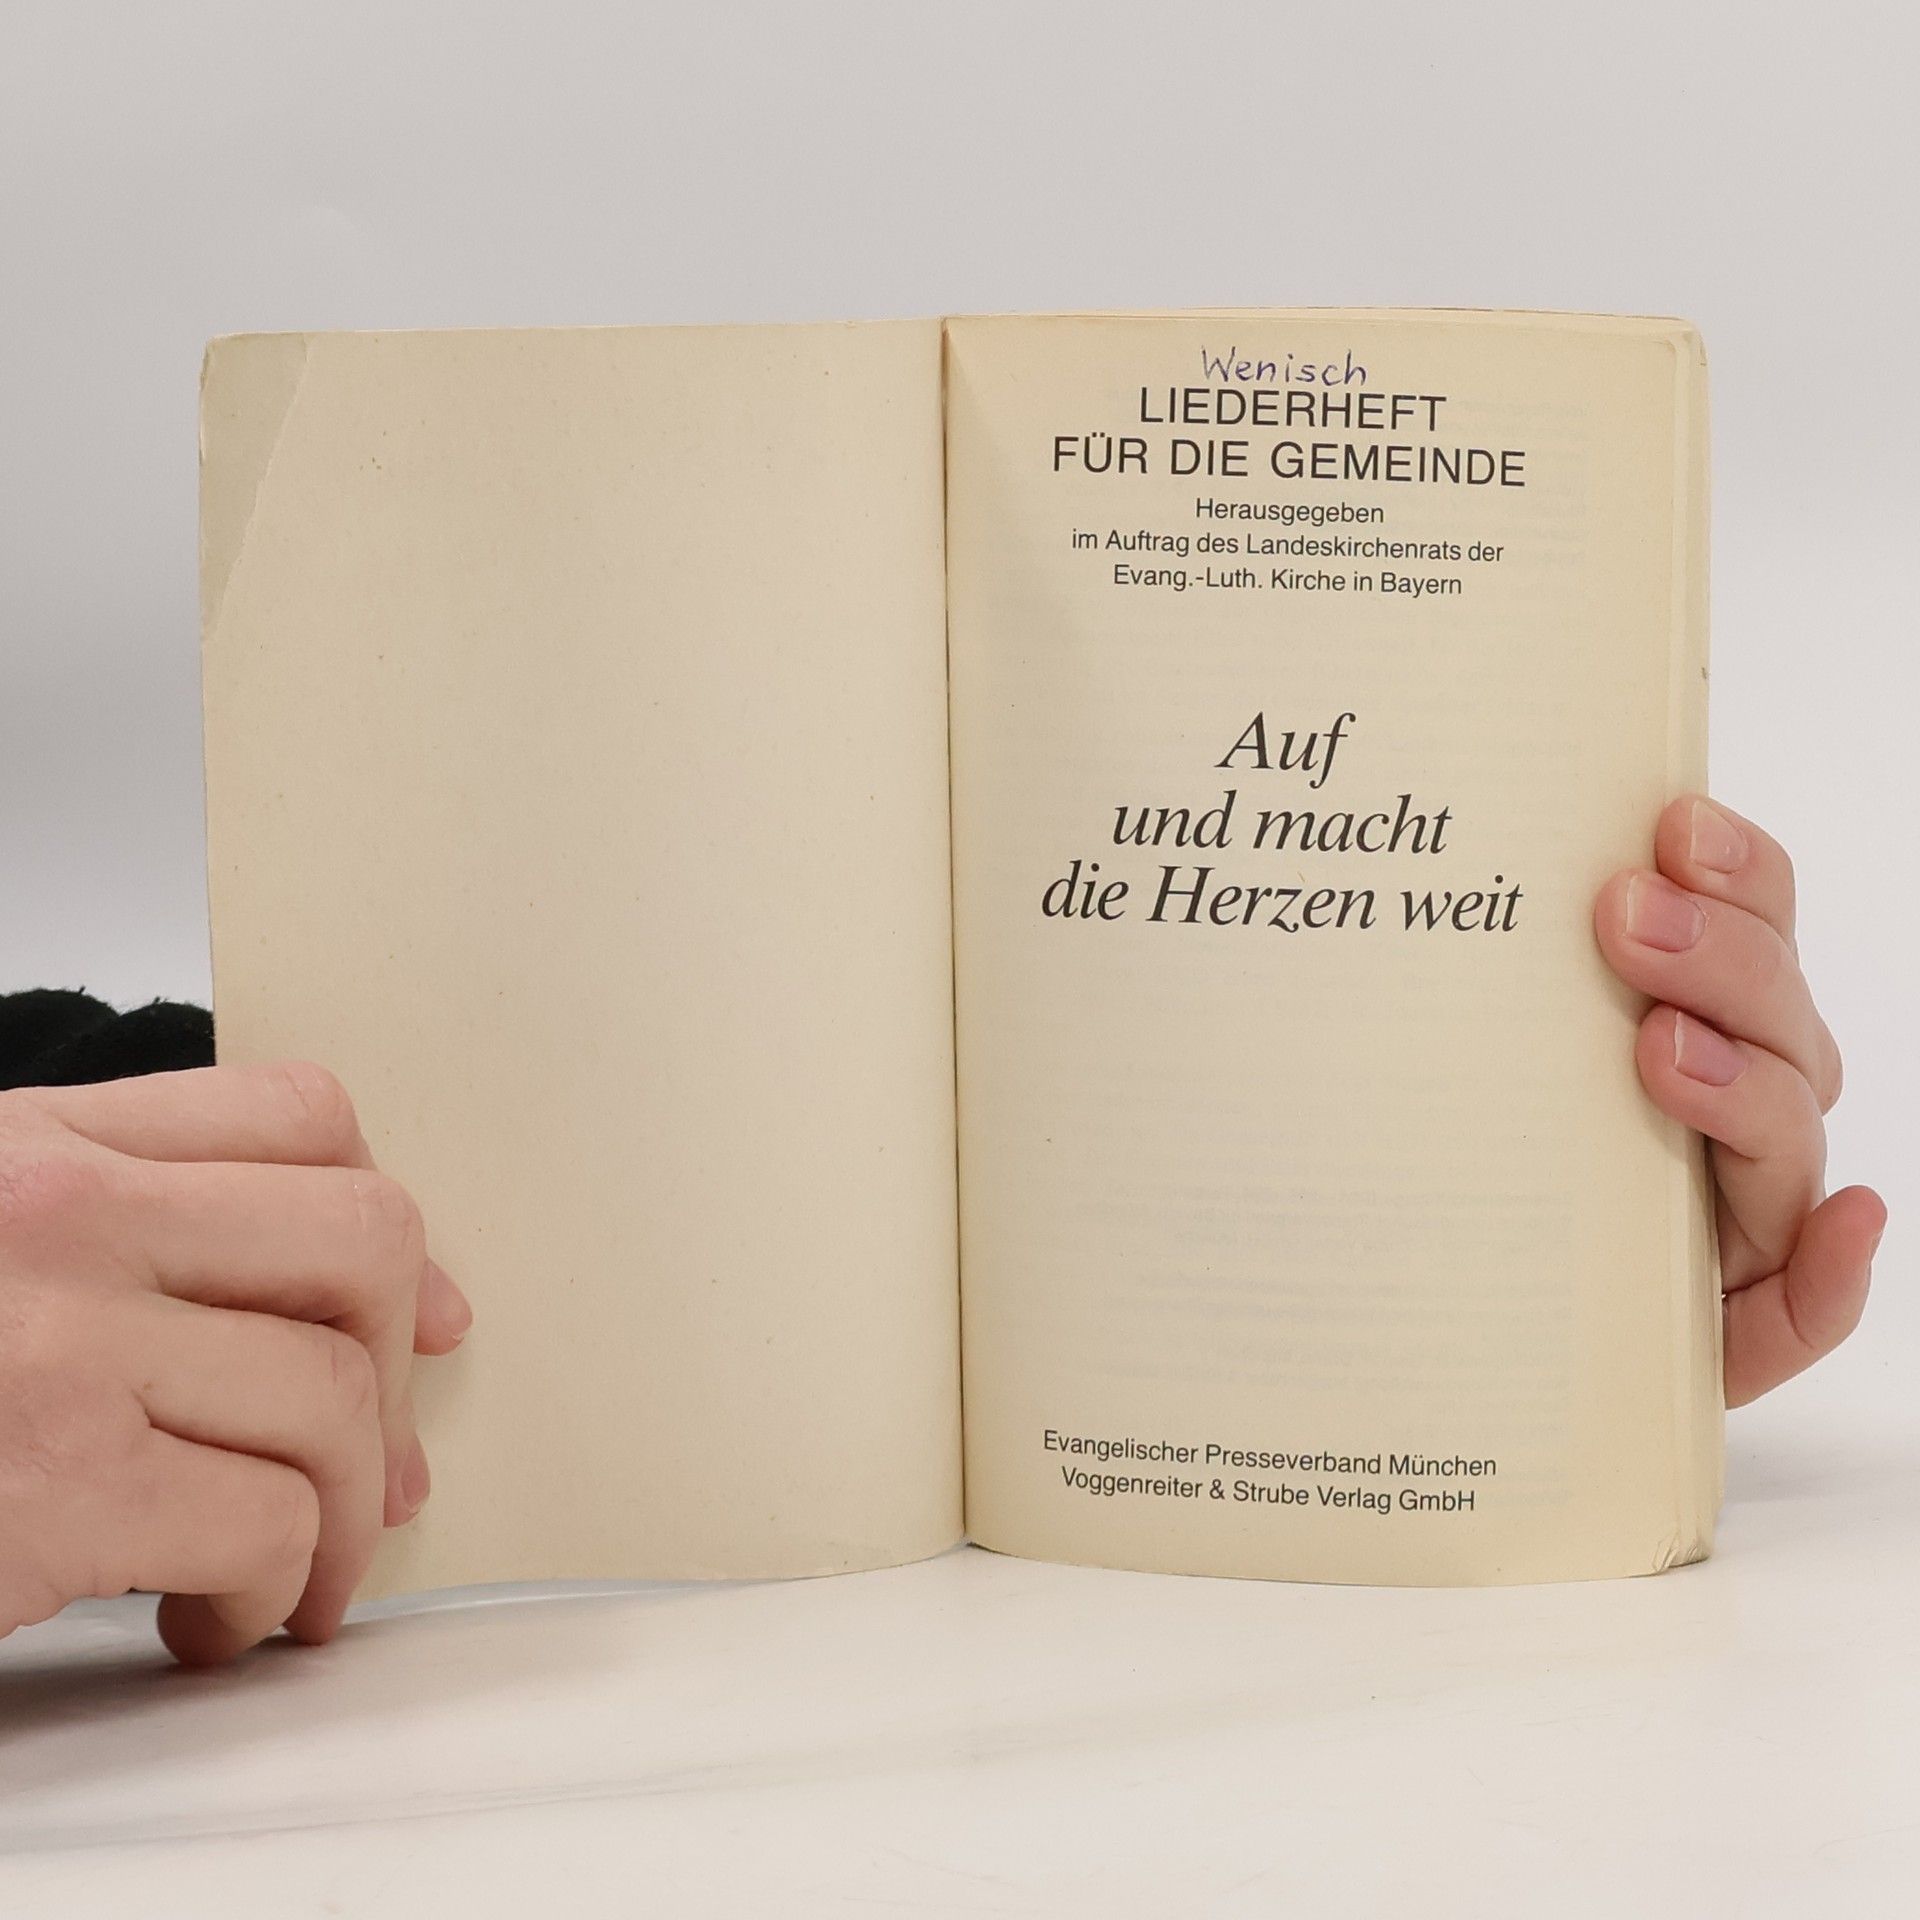 Wenisch
LIEDERHEFT
FÜR DIE GEMEINDE
Herausgegeben
im Auftrag des Landeskirchenrats der
Evang.-Luth. Kirche in Bayern
Auf
und macht
die Herzen weit
Evangelischer Presseverband München
Voggenreiter & Strube Verlag GmbH